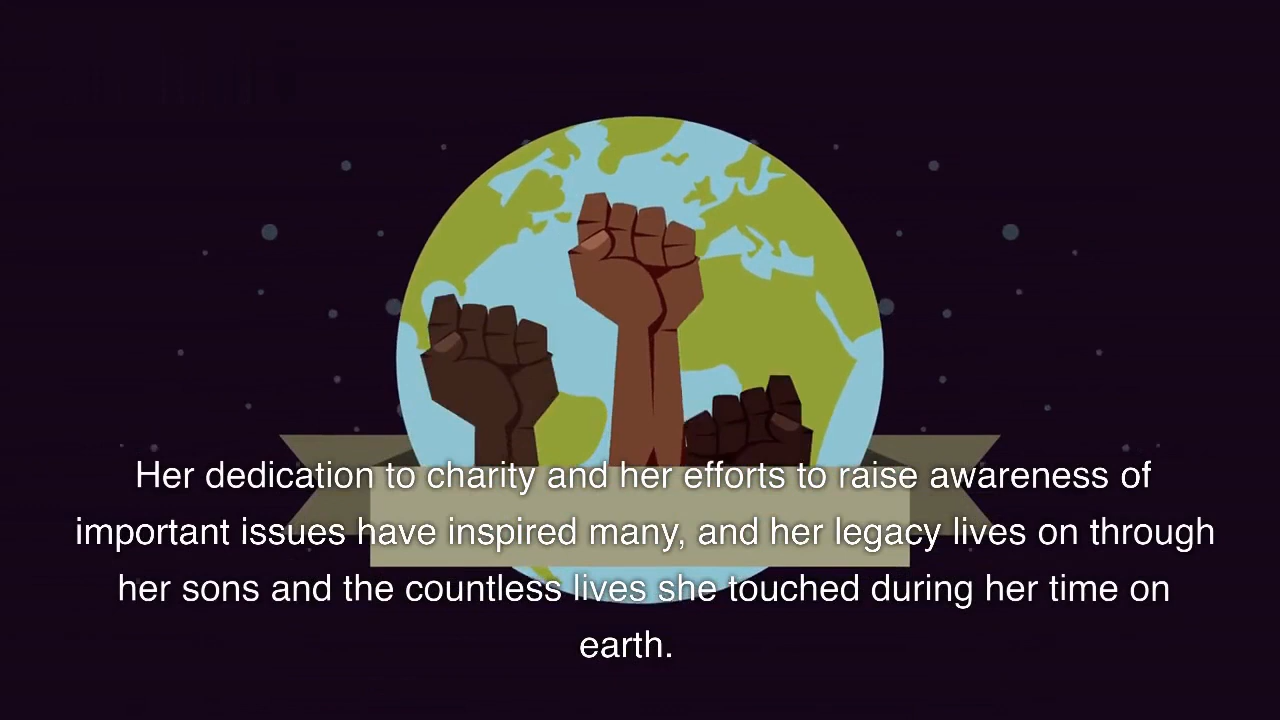 Her dedication to charity and her efforts to raise awareness of
important issues have inspired many, and her legacy lives on through
her sons and the countless lives she touched during her time on
earth.